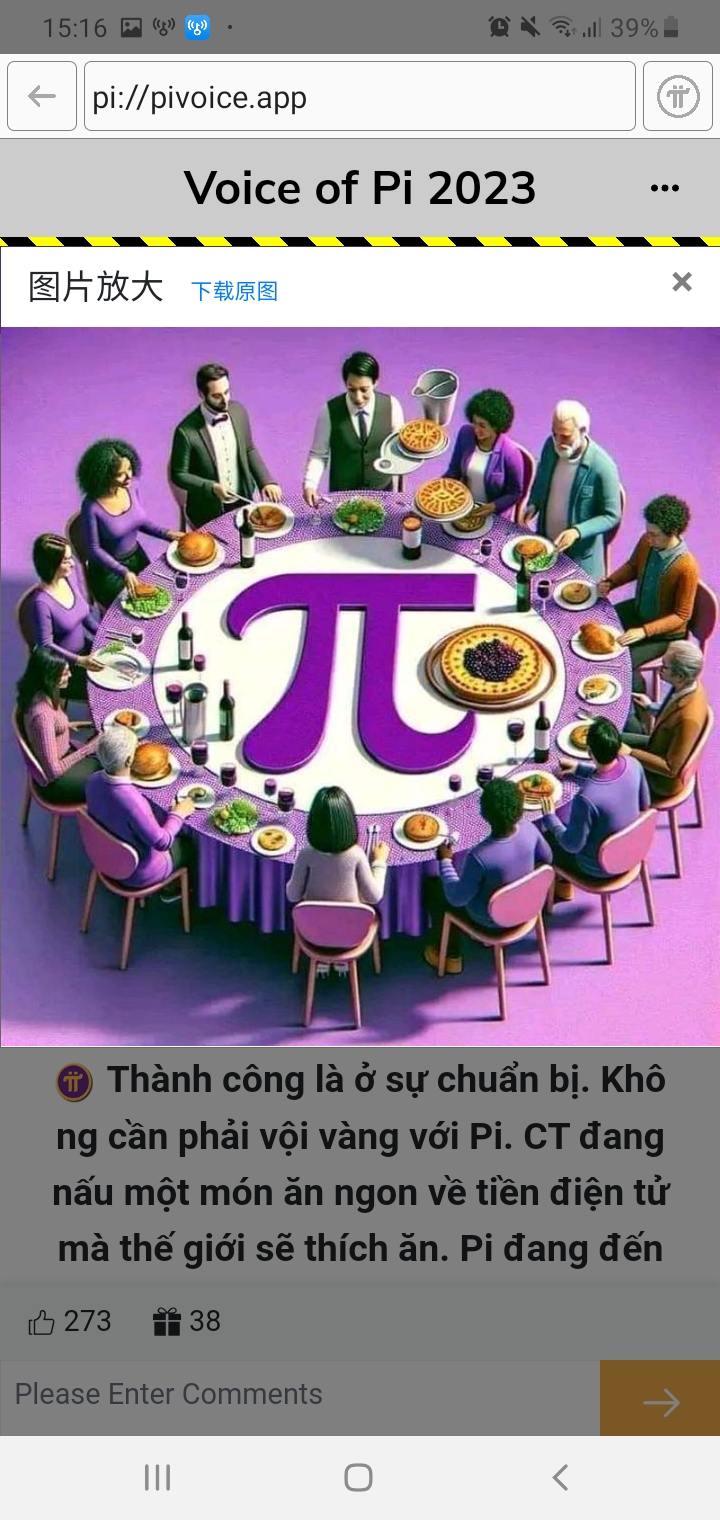 15:16
39%
pi://pivoice.app
Voice of Pi 2023
图片放大 下载原图
π
Thành công là ở sự chuẩn bị. Khô
ng cần phải vội vàng với Pi. CT đang
nấu một món ăn ngon về tiền điện tử
mà thế giới sẽ thích ăn. Pi đang đến
273 38
Please Enter Comments